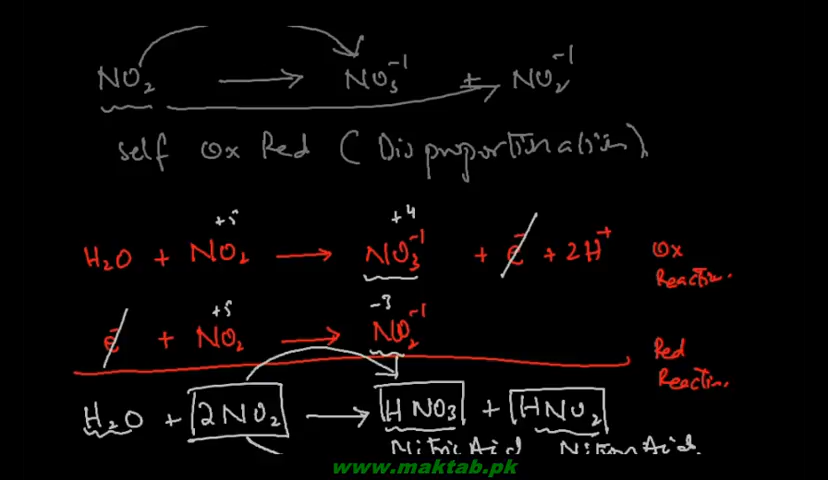 NO₂ → NO₃⁻¹ + NO₂⁻¹
self Ox Red (Disproportination).
+5 +4
H₂O + NO₂ → NO₃⁻¹ + e⁻ + 2H⁺ Ox Reaction.
+5 -3
e⁻ + NO₂ → NO₂⁻¹ Red Reaction.
H₂O + 2NO₂ → HNO₃ + HNO₂
Nitric Acid Nitrous Acid.
www.maktab.pk